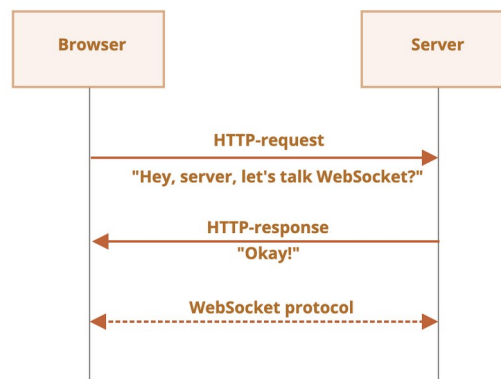 Browser
Server
HTTP-request
"Hey, server, let's talk WebSocket?"
HTTP-response
"Okay!"
WebSocket protocol